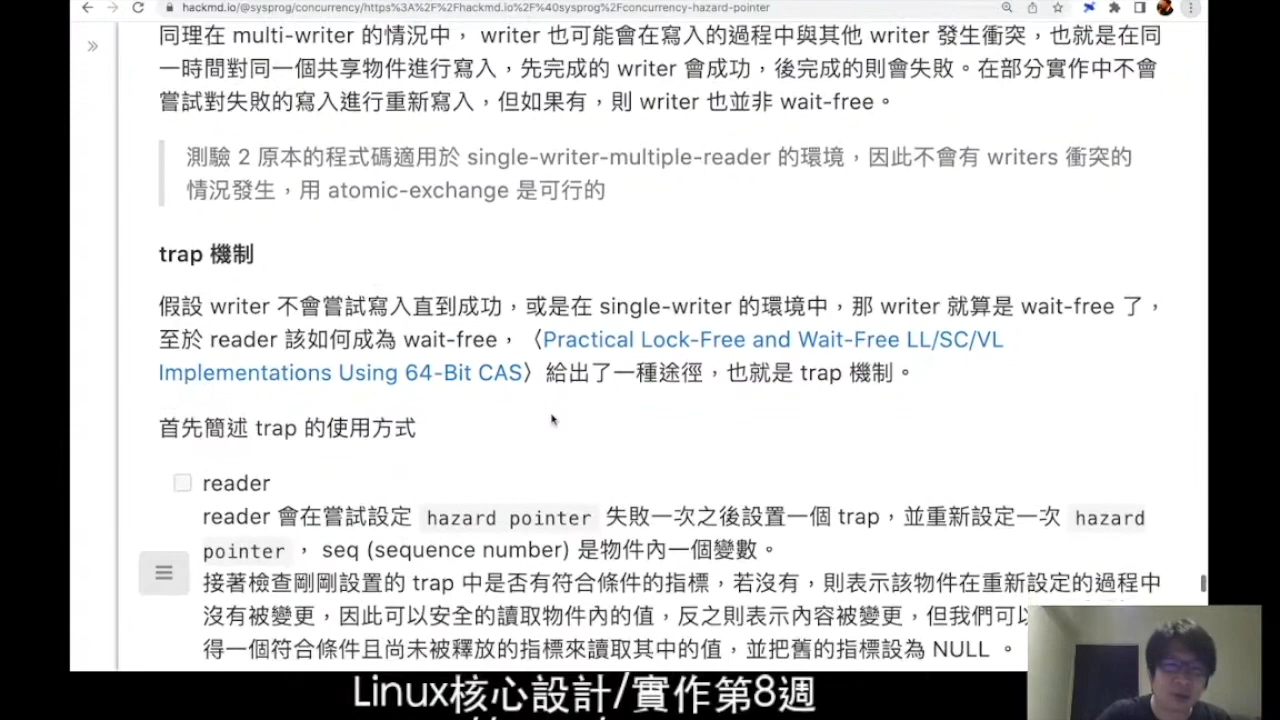 hackmd.io/@sysprog/concurrency/https%3A%2F%2Fhackmd.io%2F%40sysprog%2Fconcurrency-hazard-pointer
同理在 multi-writer 的情況中， writer 也可能會在寫入的過程中與其他 writer 發生衝突，也就是在同
一時間對同一個共享物件進行寫入，先完成的 writer 會成功，後完成的則會失敗。在部分實作中不會
嘗試對失敗的寫入進行重新寫入，但如果有，則 writer 也並非 wait-free。
測驗 2 原本的程式碼適用於 single-writer-multiple-reader 的環境，因此不會有 writers 衝突的
情況發生，用 atomic-exchange 是可行的
trap 機制
假設 writer 不會嘗試寫入直到成功，或是在 single-writer 的環境中，那 writer 就算是 wait-free 了，
至於 reader 該如何成為 wait-free，〈Practical Lock-Free and Wait-Free LL/SC/VL
Implementations Using 64-Bit CAS〉給出了一種途徑，也就是 trap 機制。
首先簡述 trap 的使用方式
reader
reader 會在嘗試設定 hazard pointer 失敗一次之後設置一個 trap，並重新設定一次 hazard
pointer ， seq (sequence number) 是物件內一個變數。
接著檢查剛剛設置的 trap 中是否有符合條件的指標，若沒有，則表示該物件在重新設定的過程中
沒有被變更，因此可以安全的讀取物件內的值，反之則表示內容被變更，但我們可以
得一個符合條件且尚未被釋放的指標來讀取其中的值，並把舊的指標設為 NULL 。
Linux核心設計/實作第8週